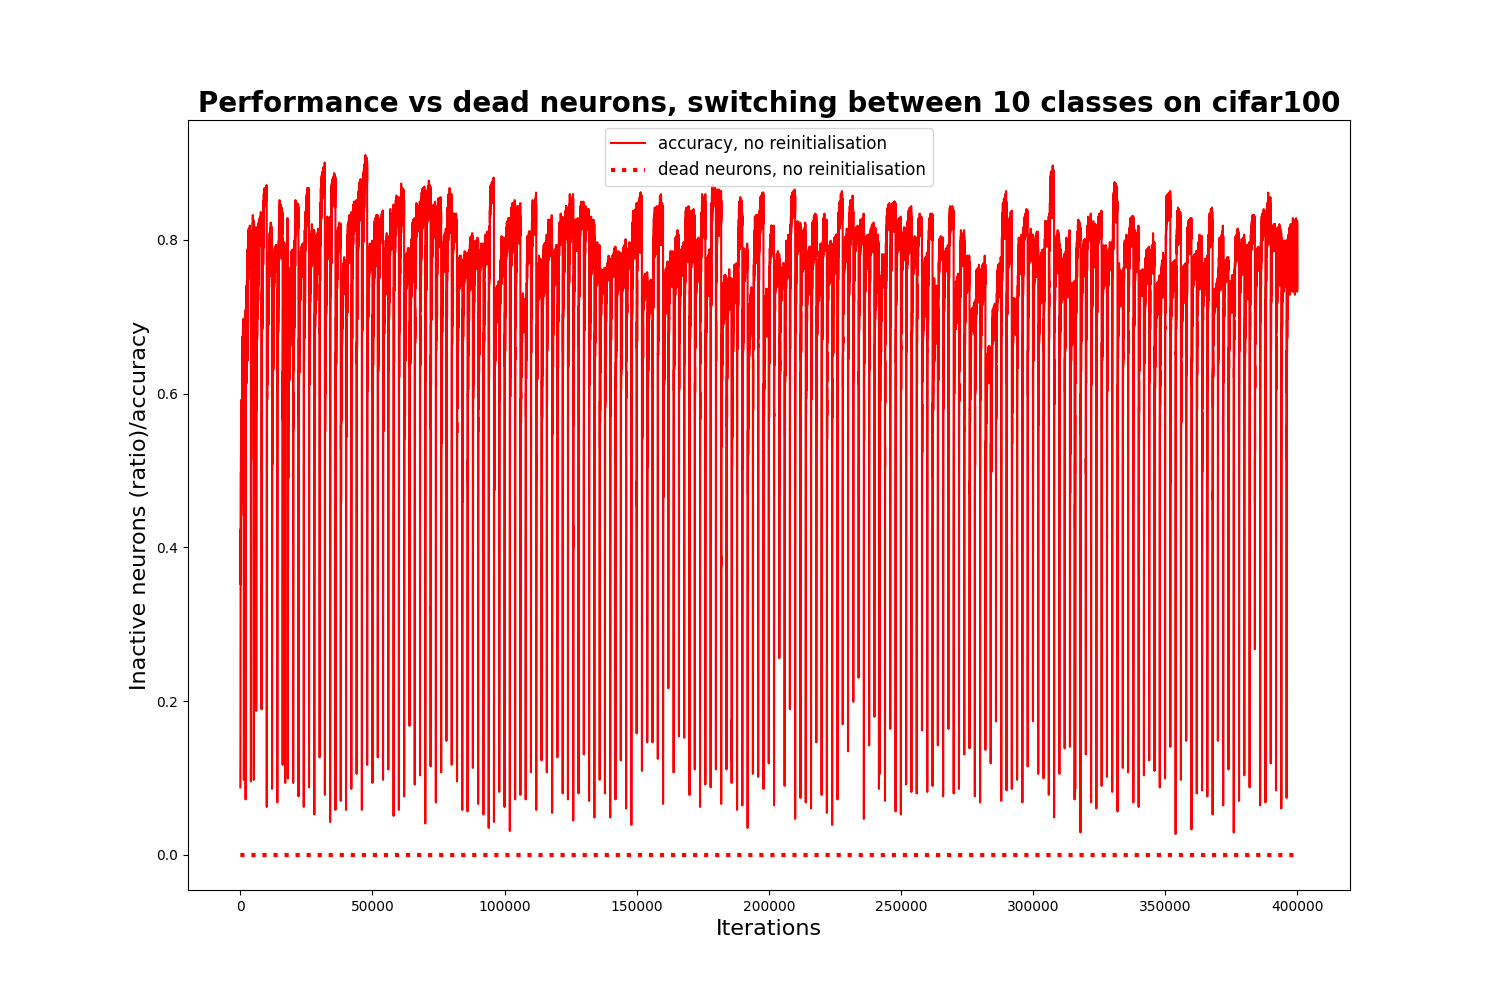 Performance vs dead neurons, switching between 10 classes on cifar100
accuracy, no reinitialisation
dead neurons, no reinitialisation
Inactive neurons (ratio)/accuracy
0.8
0.6
0.4
0.2
0.0
0 50000 100000 150000 200000 250000 300000 350000 400000
Iterations